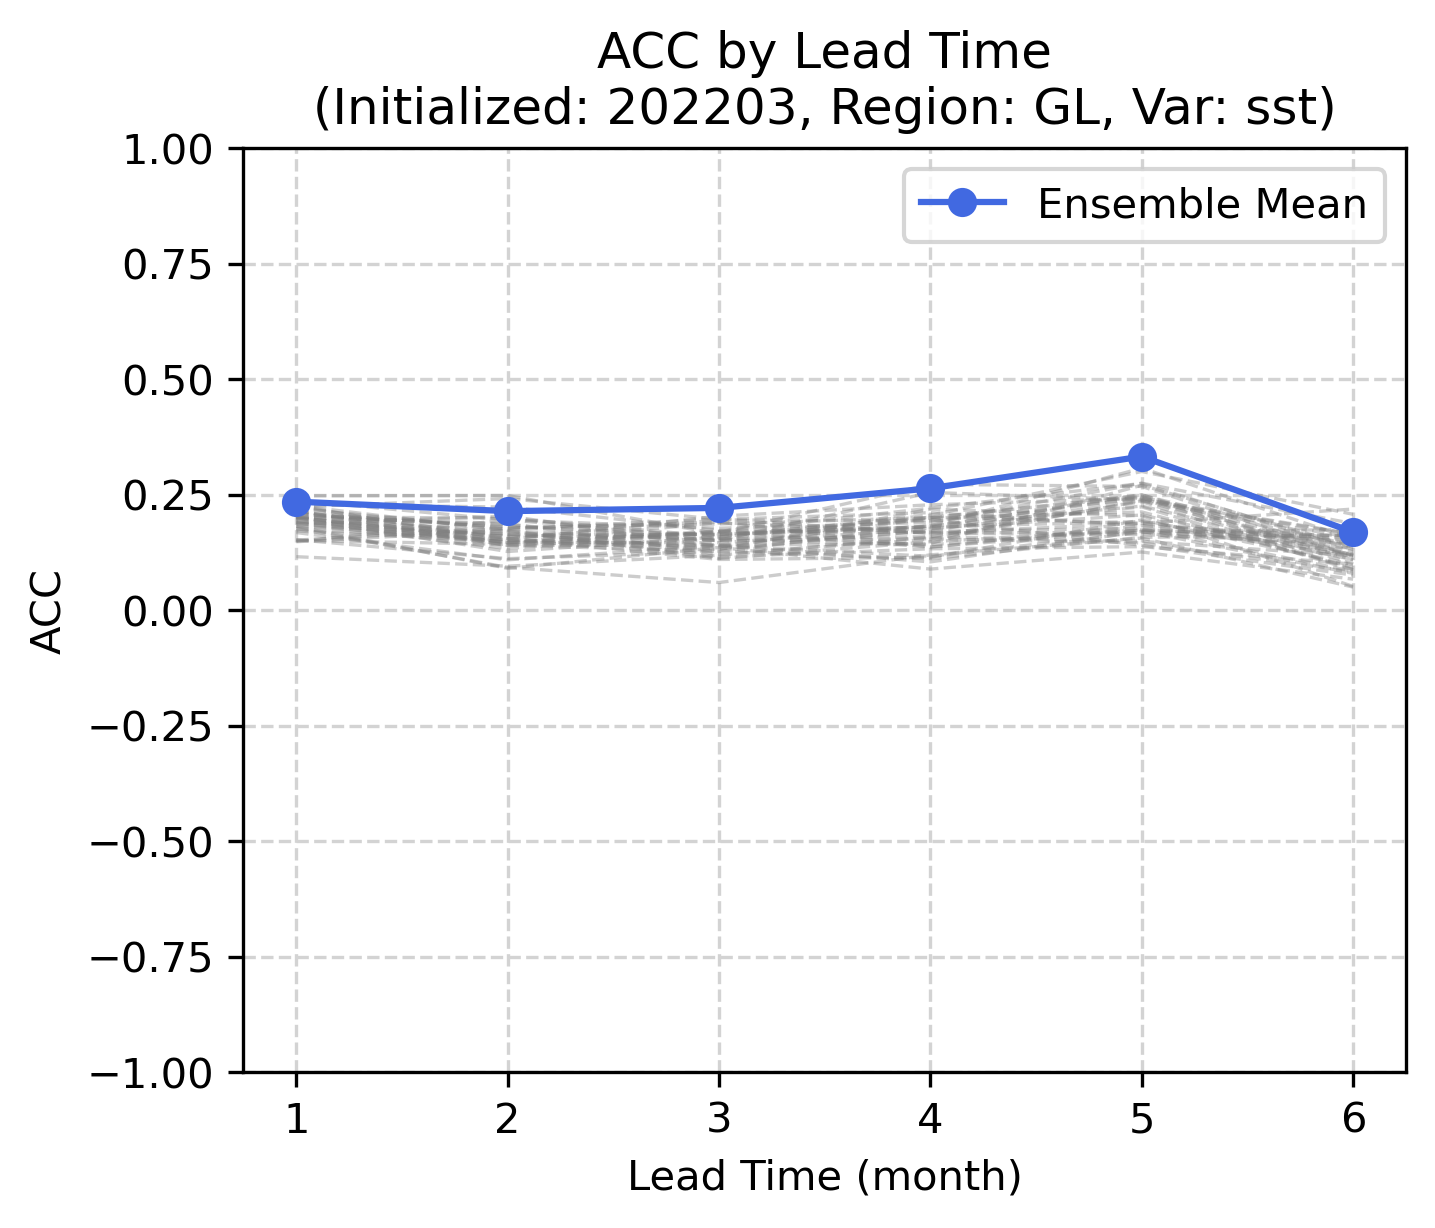 ACC by Lead Time
(Initialized: 202203, Region: GL, Var: sst)
Ensemble Mean
1.00
0.75
0.50
0.25
0.00
−0.25
−0.50
−0.75
−1.00
ACC
1 2 3 4 5 6
Lead Time (month)